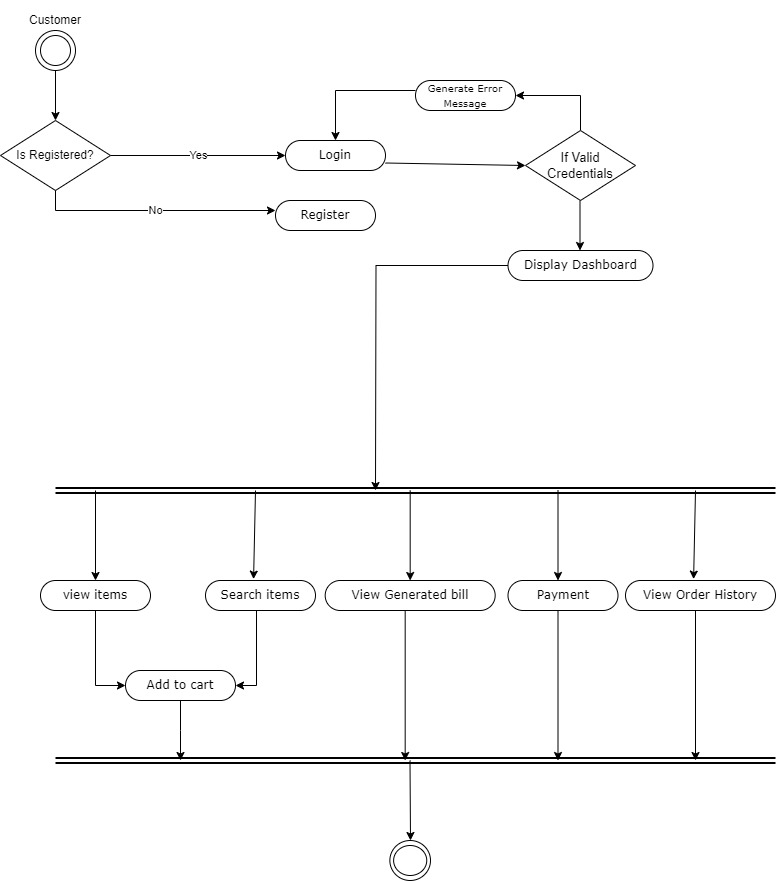 Customer
Generate Error
Message
Is Registered?
Yes
Login
If Valid
Credentials
No
Register
Display Dashboard
view items
Search items
View Generated bill
Payment
View Order History
Add to cart